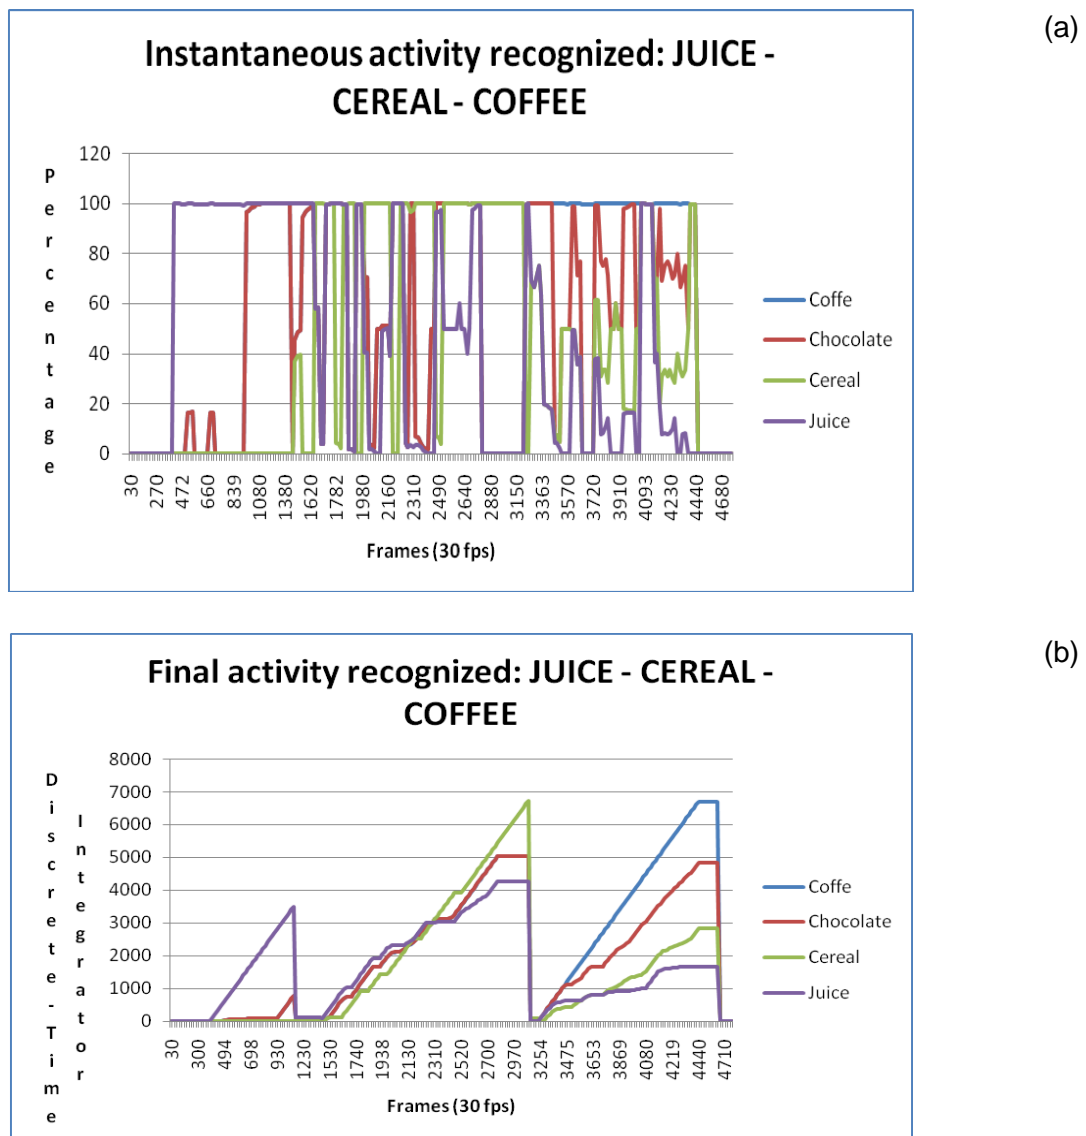 (a)
Instantaneous activity recognized: JUICE -
CEREAL - COFFEE
Percentage
120
100
80
60
40
20
0
30 270 472 660 839 1080 1380 1620 1782 1980 2160 2310 2490 2640 2880 3150 3363 3570 3720 3910 4093 4230 4440 4680
Frames (30 fps)
Coffe
Chocolate
Cereal
Juice
(b)
Final activity recognized: JUICE - CEREAL -
COFFEE
Discrete-Time
Integrator
8000
7000
6000
5000
4000
3000
2000
1000
0
30 300 494 698 930 1230 1530 1740 1938 2130 2310 2520 2700 2970 3254 3475 3653 3869 4080 4219 4440 4710
Frames (30 fps)
Coffe
Chocolate
Cereal
Juice